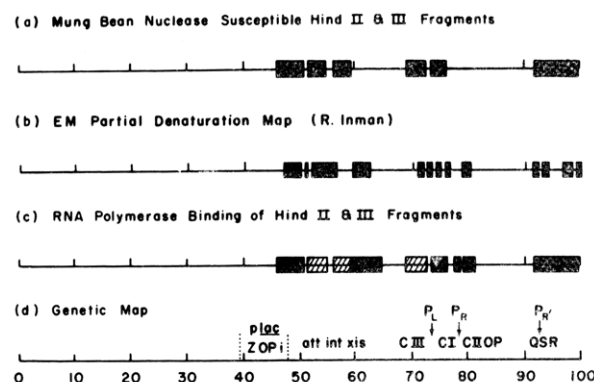 (a) Mung Bean Nuclease Susceptible Hind II & III Fragments
(b) EM Partial Denaturation Map (R. Inman)
(c) RNA Polymerase Binding of Hind II & III Fragments
(d) Genetic Map
plac
ZOPi
att int xis
PL PR PR'
CIII CI CIIOP QSR
0 10 20 30 40 50 60 70 80 90 100